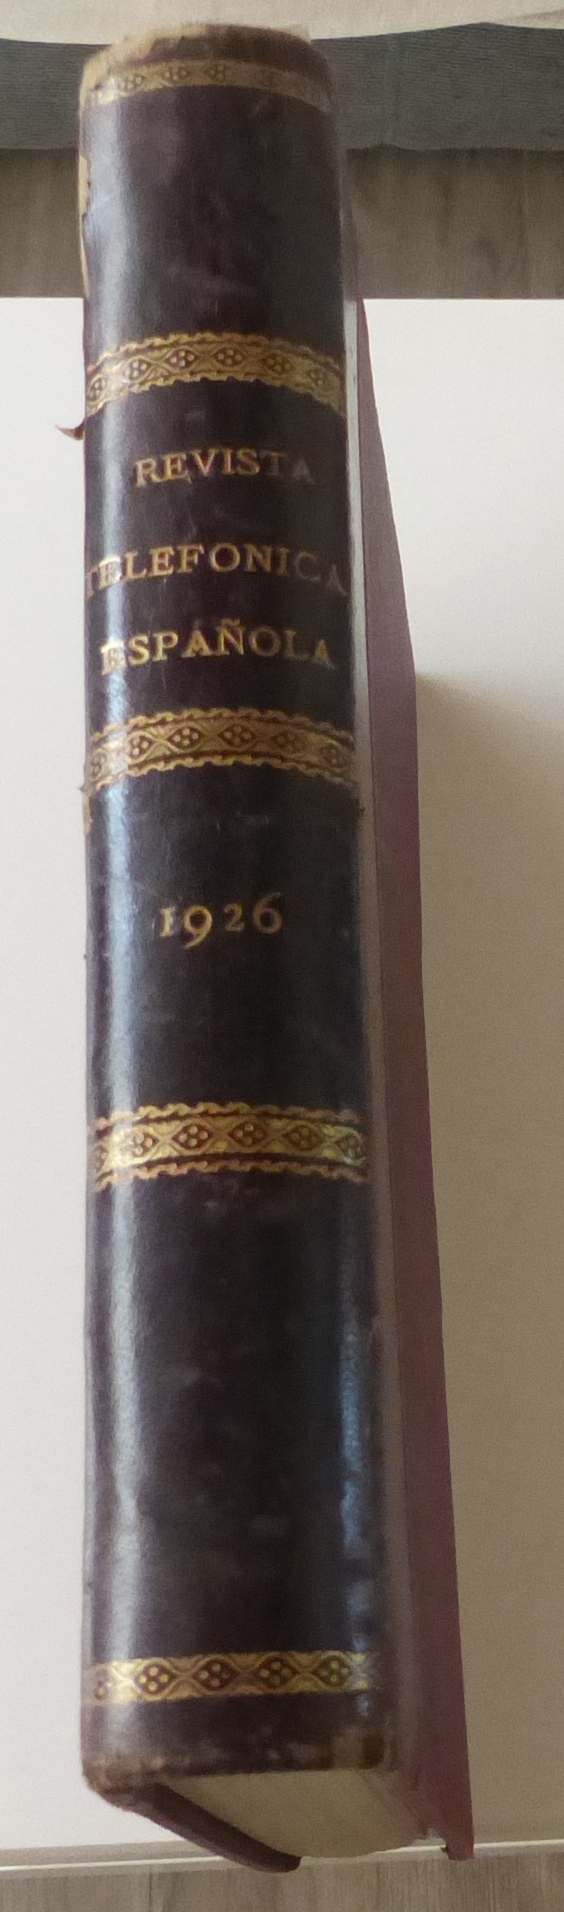 REVISTA
TELEFONICA
ESPAÑOLA
1926